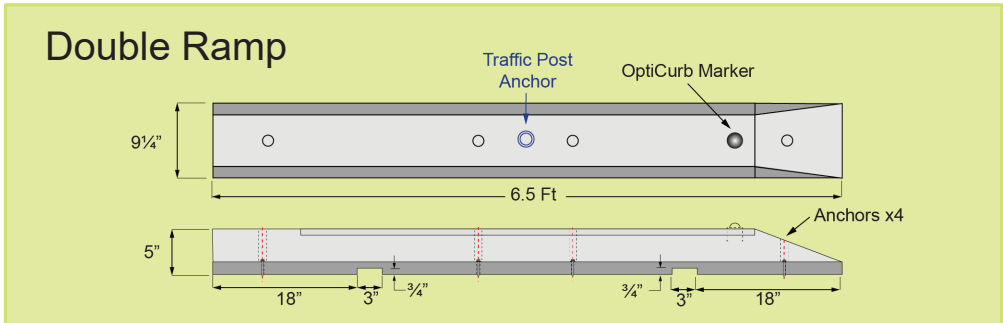 Double Ramp
Traffic Post
Anchor
OptiCurb Marker
9¼”
6.5 Ft
Anchors x4
5”
18”
3”
¾”
¾”
3”
18”